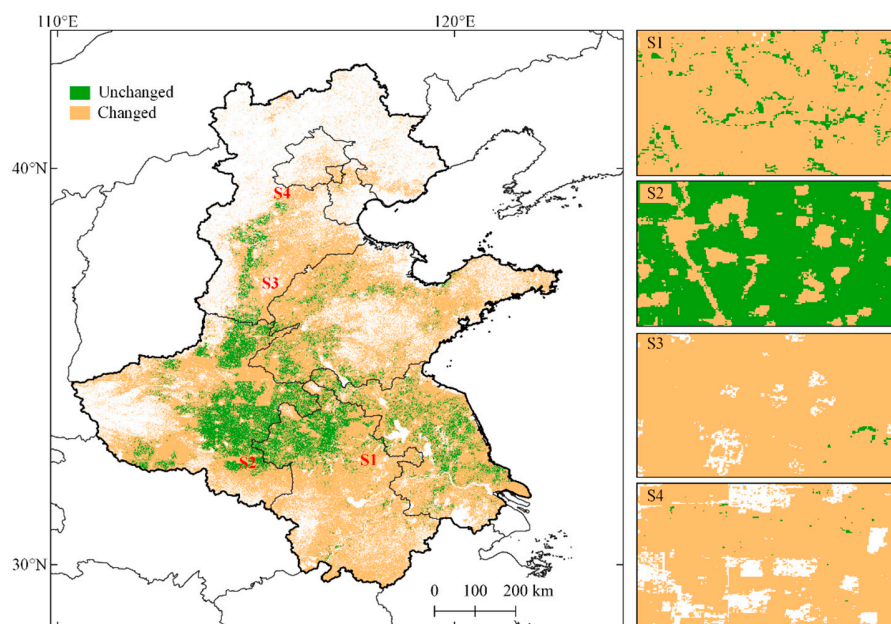 110°E
120°E
Unchanged
Changed
40°N
30°N
S4
S3
S2
S1
0 100 200 km
S1
S2
S3
S4